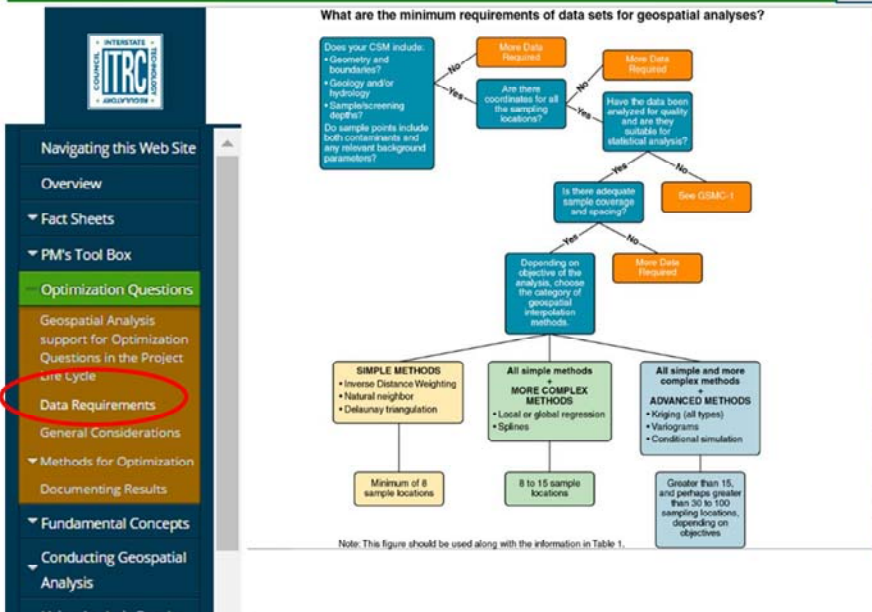 What are the minimum requirements of data sets for geospatial analyses?
INTERSTATE
COUNCIL
ITRC
TECHNOLOGY
REGULATORY
Navigating this Web Site
Overview
Fact Sheets
PM's Tool Box
Optimization Questions
Geospatial Analysis
support for Optimization
Questions in the Project
Life Cycle
Data Requirements
General Considerations
Methods for Optimization
Documenting Results
Fundamental Concepts
Conducting Geospatial
Analysis
Does your CSM include:
• Geometry and
boundaries?
• Geology and/or
hydrology
• Sample/screening
depths?
Do sample points include
both contaminants and
any relevant background
parameters?
No
More Data
Required
Yes
Are there
coordinates for all
the sampling
locations?
No
More Data
Required
Yes
Have the data been
analyzed for quality
and are they
suitable for
statistical analysis?
Yes
No
Is there adequate
sample coverage
and spacing?
See GSMC-1
Yes
No
Depending on
objective of the
analysis, choose
the category of
geospatial
interpolation
methods.
More Data
Required
SIMPLE METHODS
• Inverse Distance Weighting
• Natural neighbor
• Delaunay triangulation
All simple methods
+
MORE COMPLEX
METHODS
• Local or global regression
• Splines
All simple and more
complex methods
+
ADVANCED METHODS
• Kriging (all types)
• Variograms
• Conditional simulation
Minimum of 8
sample locations
8 to 15 sample
locations
Greater than 15,
and perhaps greater
than 30 to 100
sampling locations,
depending on
objectives
Note: This figure should be used along with the information in Table 1.